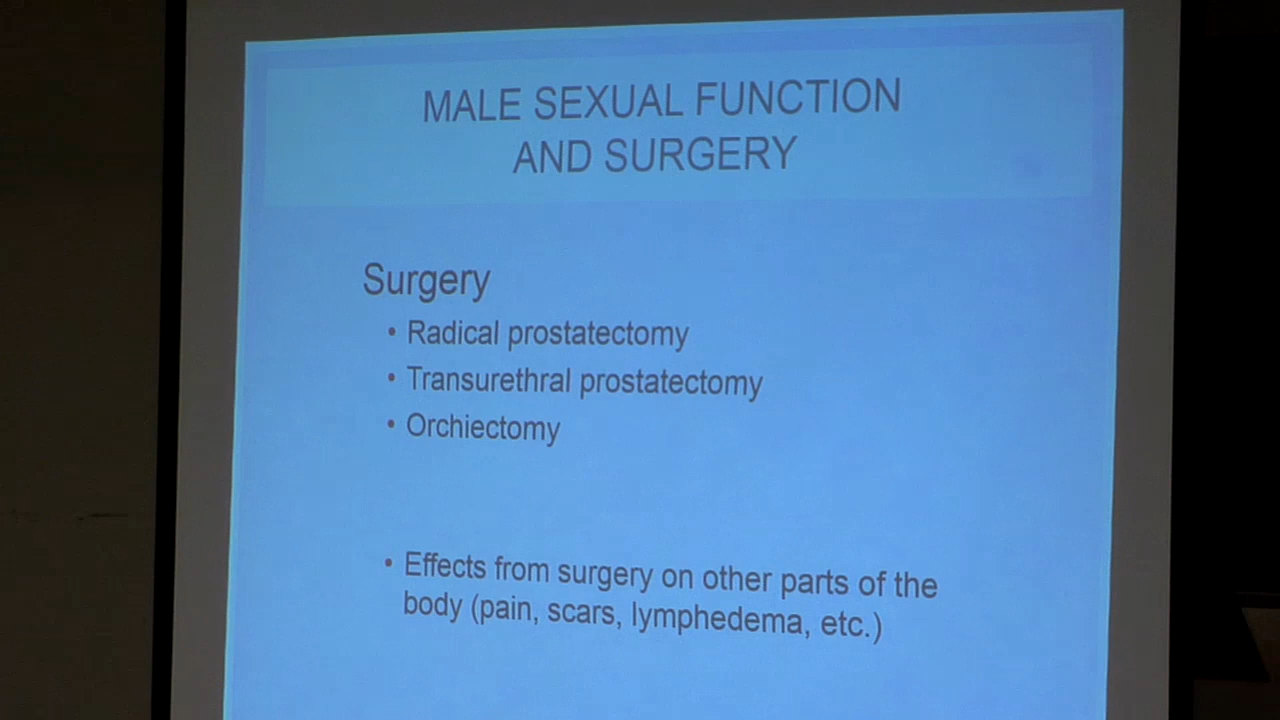 MALE SEXUAL FUNCTION
AND SURGERY
Surgery
• Radical prostatectomy
• Transurethral prostatectomy
• Orchiectomy
• Effects from surgery on other parts of the
body (pain, scars, lymphedema, etc.)